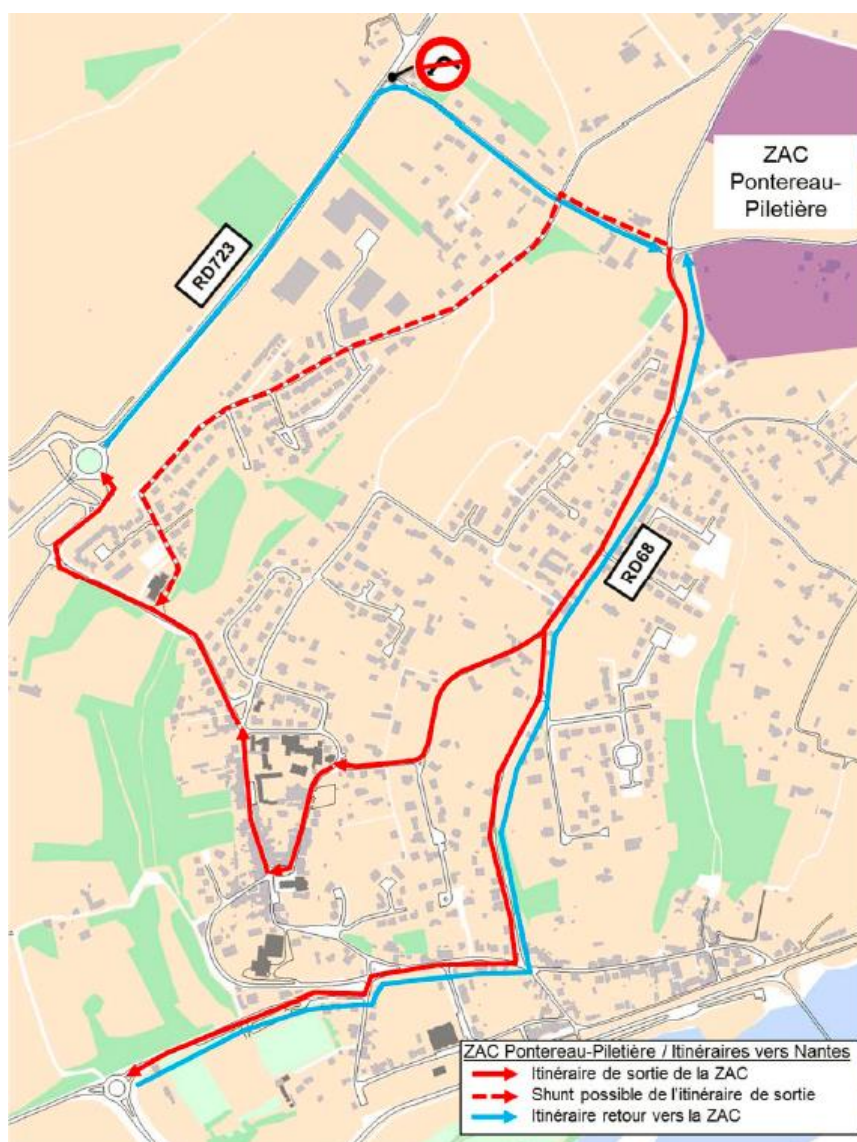 ZAC
Pontereau-
Piletière
RD723
RD68
ZAC Pontereau-Piletière / Itinéraires vers Nantes
Itinéraire de sortie de la ZAC
Shunt possible de l'itinéraire de sortie
Itinéraire retour vers la ZAC